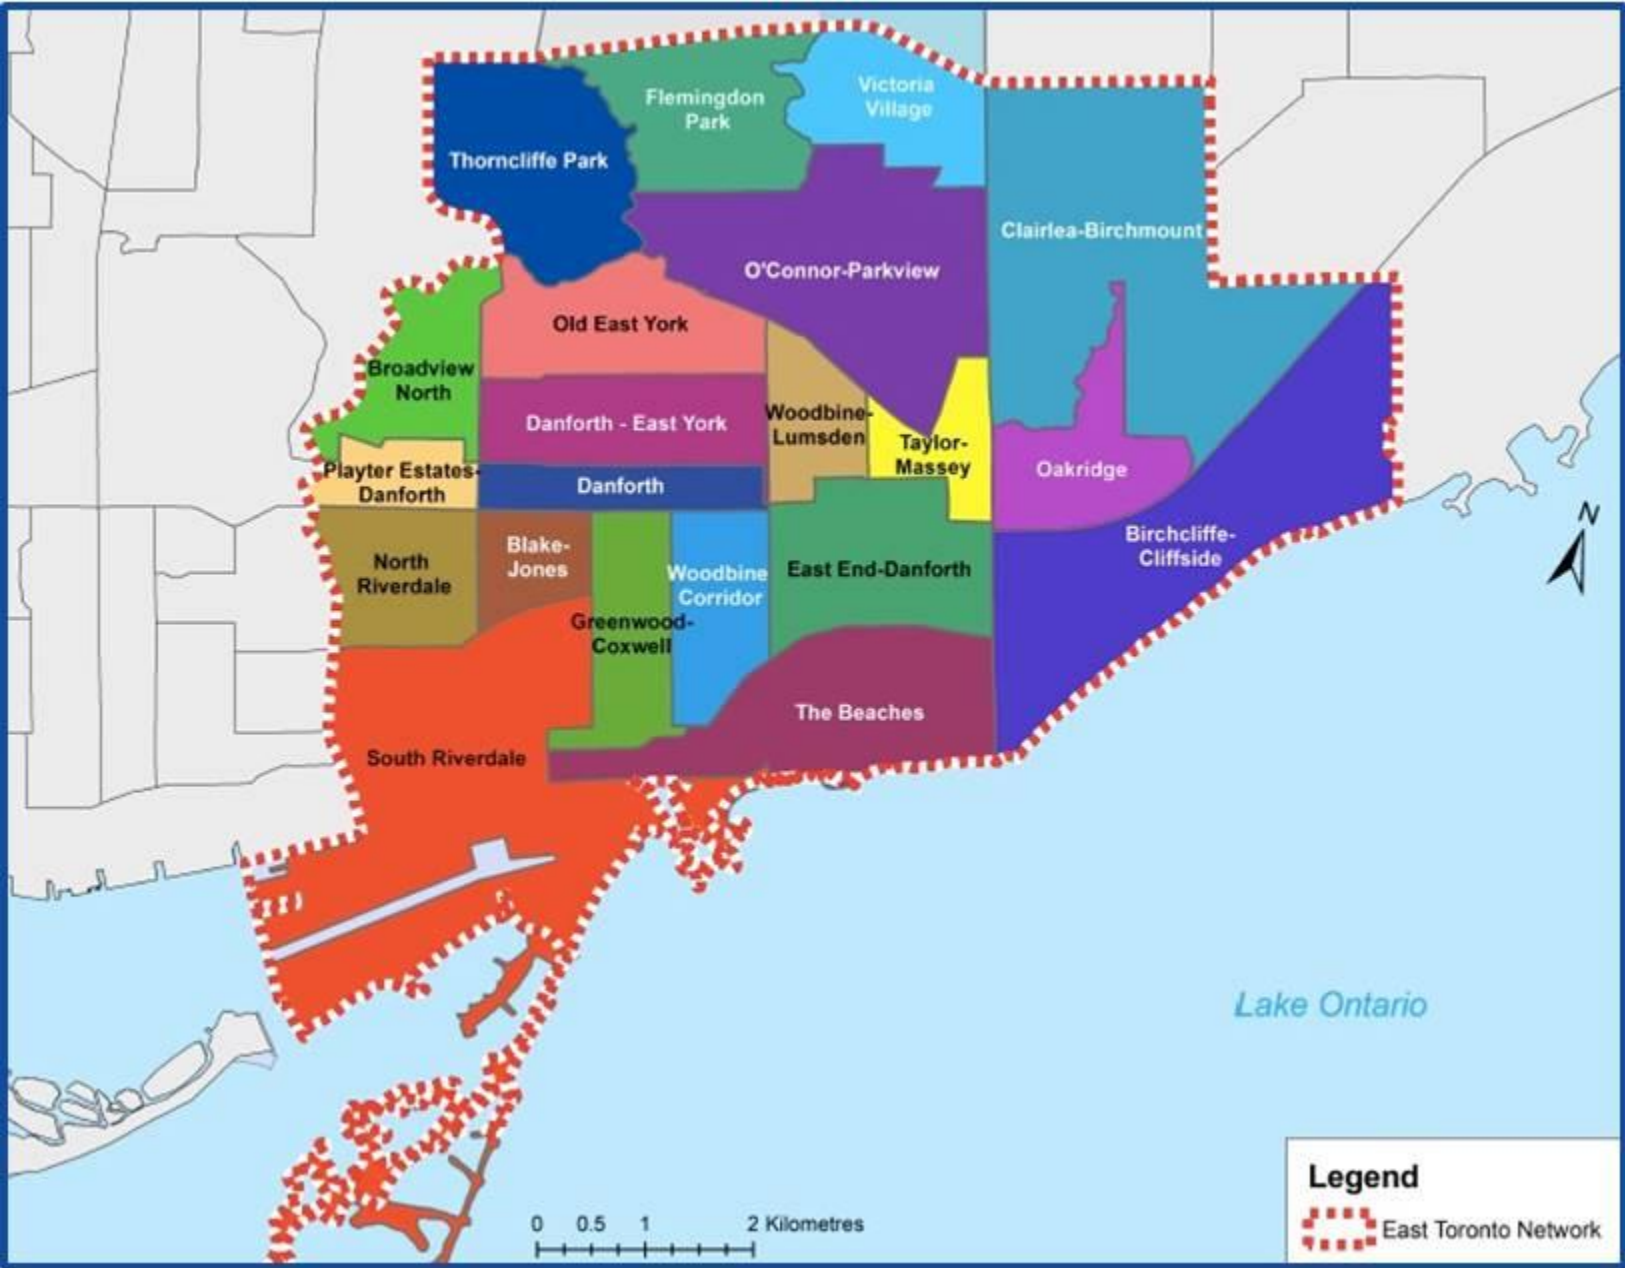 Victoria
Village
Flemingdon
Park
Thorncliffe Park
Clairlea-Birchmount
O'Connor-Parkview
Old East York
Broadview
North
Danforth - East York
Woodbine-
Lumsden
Taylor-
Massey
Oakridge
Playter Estates-
Danforth
Danforth
Birchcliffe-
Cliffside
North
Riverdale
Blake-
Jones
Woodbine
Corridor
East End-Danforth
Greenwood-
Coxwell
The Beaches
South Riverdale
N
Lake Ontario
0 0.5 1 2 Kilometres
Legend
East Toronto Network